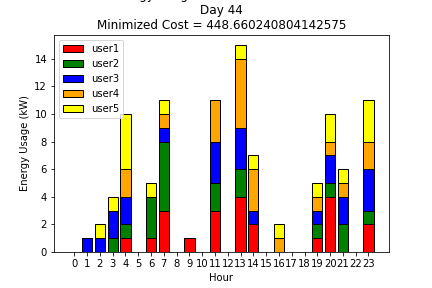 Day 44
Minimized Cost = 448.660240804142575
user1
user2
user3
user4
user5
Energy Usage (kW)
14
12
10
8
6
4
2
0
0 1 2 3 4 5 6 7 8 9 10 11 12 13 14 15 16 17 18 19 20 21 22 23
Hour